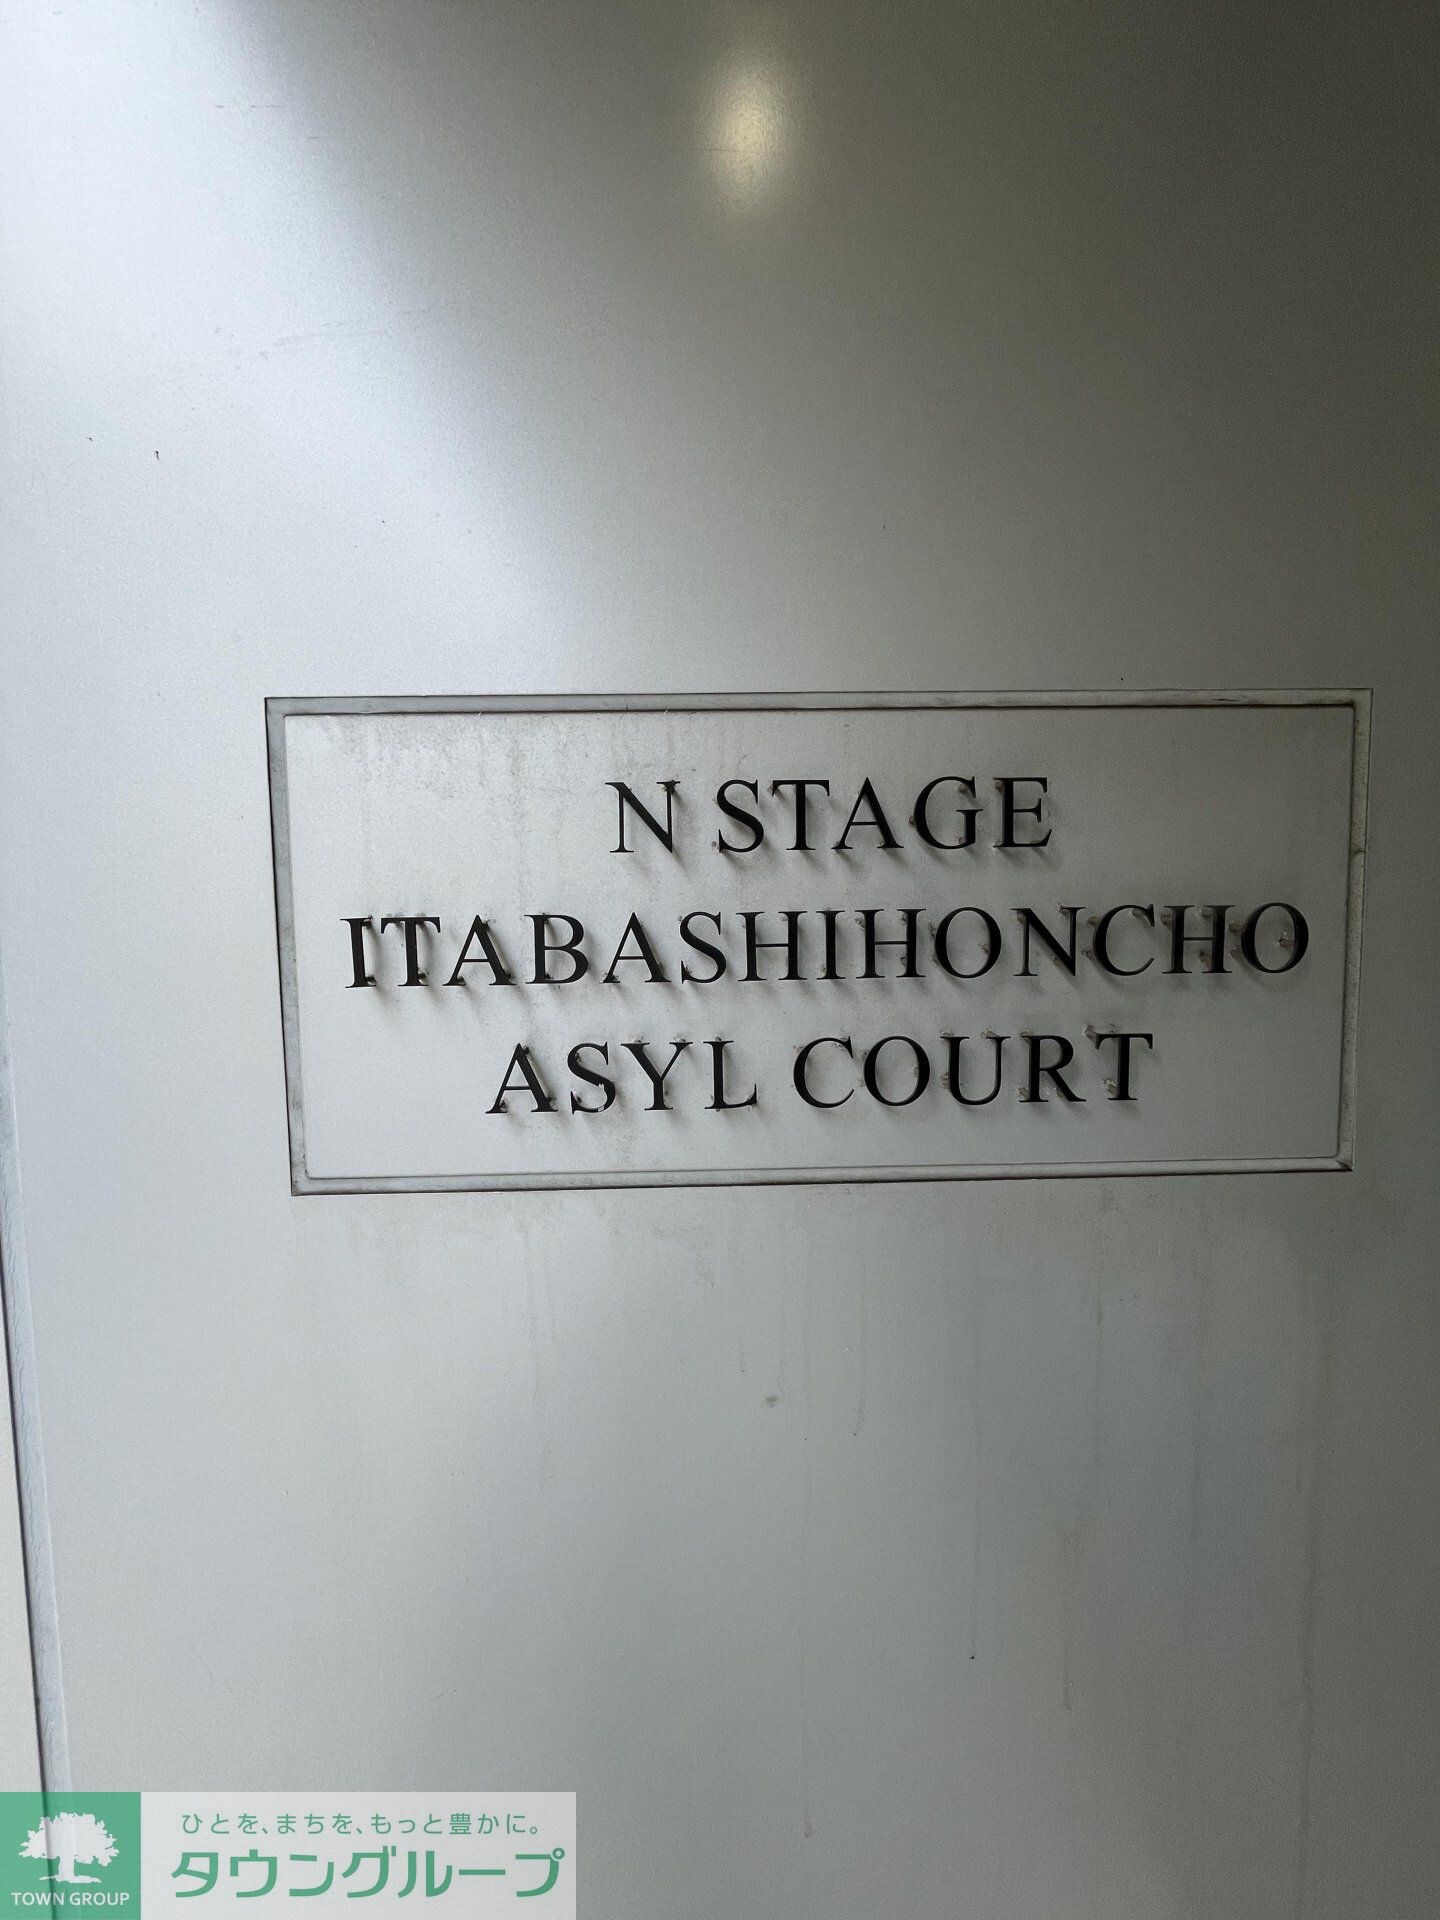 N STAGE
ITABASHIHONCHO
ASYL COURT
ひとを、まちを、もっと豊かに。
タウングループ
TOWN GROUP